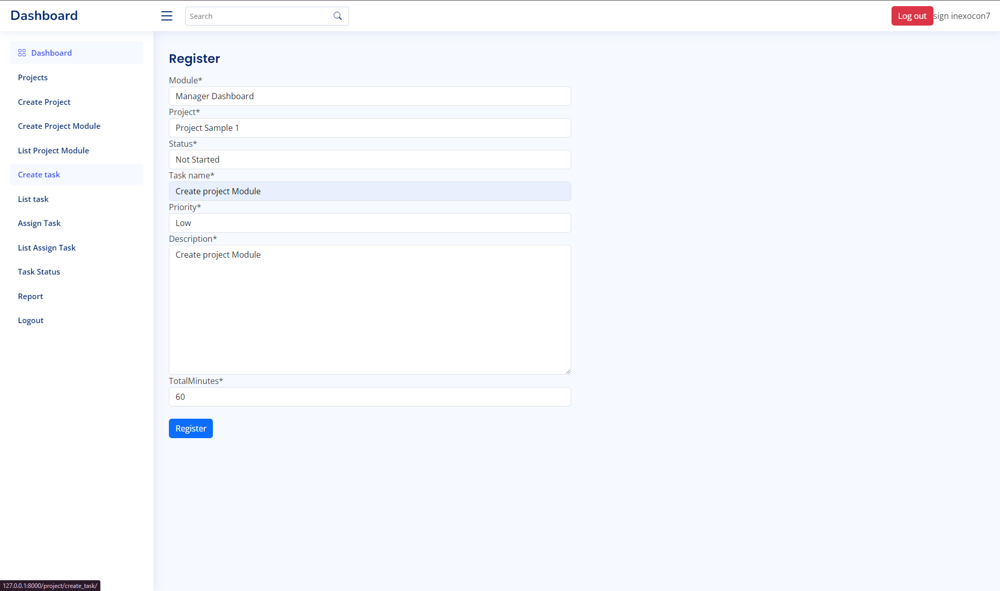 Dashboard
Search
Log out
sign inexocon7
Dashboard
Projects
Create Project
Create Project Module
List Project Module
Create task
List task
Assign Task
List Assign Task
Task Status
Report
Logout
Register
Module*
Manager Dashboard
Project*
Project Sample 1
Status*
Not Started
Task name*
Create project Module
Priority*
Low
Description*
Create project Module
TotalMinutes*
60
Register
127.0.0.1:8000/project/create_task/